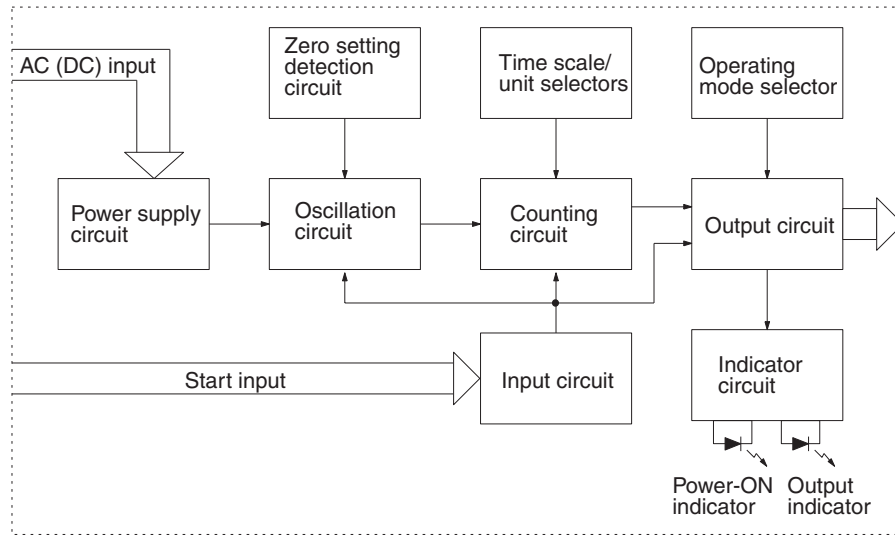 AC (DC) input
Zero setting
detection
circuit
Time scale/
unit selectors
Operating
mode selector
Power supply
circuit
Oscillation
circuit
Counting
circuit
Output circuit
Start input
Input circuit
Indicator
circuit
Power-ON
indicator
Output
indicator